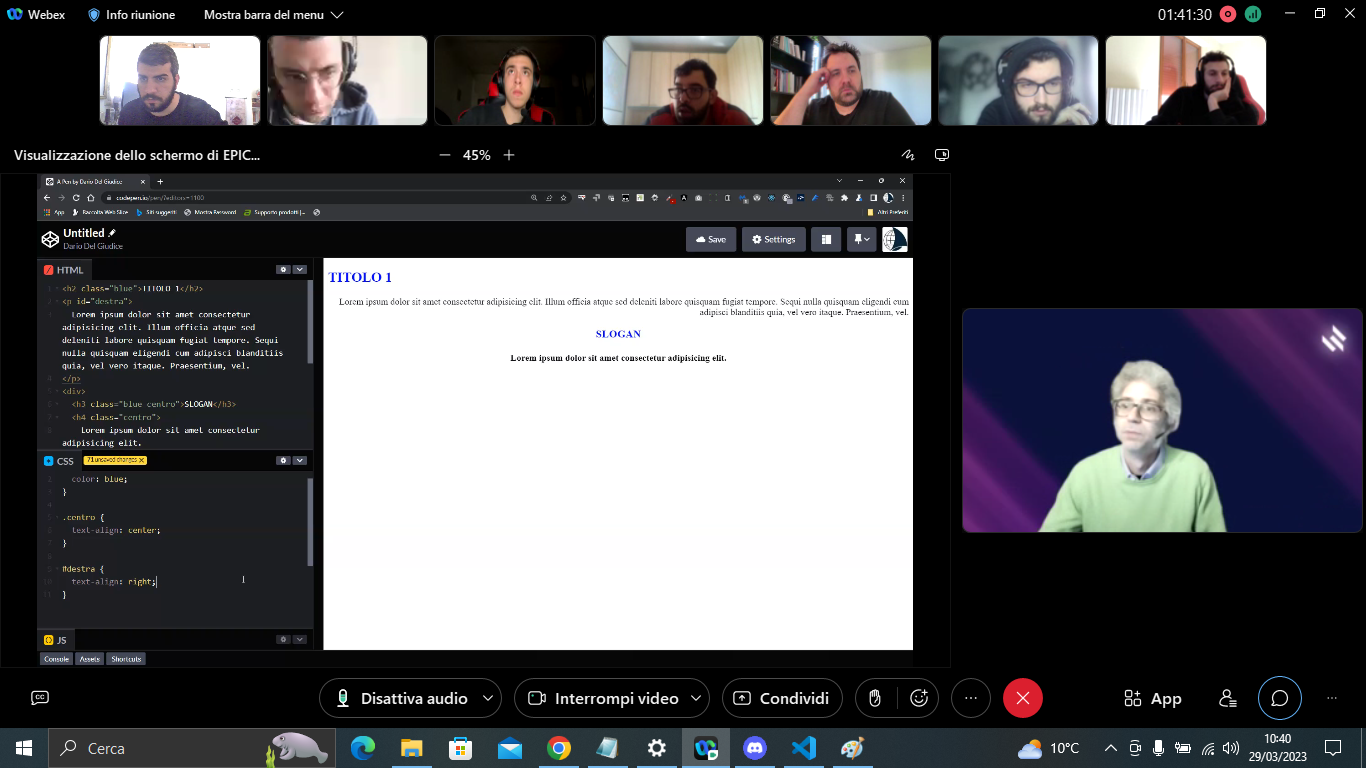 Webex
Info riunione
Mostra barra del menu
01:41:30
Visualizzazione dello schermo di EPIC...
45%
A Pen by Dario Del Giudice
codepen.io/pen/?editors=1100
App
Raccolta Web Slice
Siti suggeriti
Mostra Password
Supporto prodotti j...
Altri Preferiti
Untitled
Dario Del Giudice
Save
Settings
HTML
<h2 class="blue">TITOLO 1</h2>
<p id="destra">
Lorem ipsum dolor sit amet consectetur
adipisicing elit. Illum officia atque sed
deleniti labore quisquam fugiat tempore. Sequi
nulla quisquam eligendi cum adipisci blanditiis
quia, vel vero itaque. Praesentium, vel.
</p>
<div>
<h3 class="blue centro">SLOGAN</h3>
<h4 class="centro">
Lorem ipsum dolor sit amet consectetur
adipisicing elit.
CSS
71 unsaved changes X
color: blue;
}
.centro {
text-align: center;
}
#destra {
text-align: right;
}
JS
Console
Assets
Shortcuts
TITOLO 1
Lorem ipsum dolor sit amet consectetur adipisicing elit. Illum officia atque sed deleniti labore quisquam fugiat tempore. Sequi nulla quisquam eligendi cum
adipisci blanditiis quia, vel vero itaque. Praesentium, vel.
SLOGAN
Lorem ipsum dolor sit amet consectetur adipisicing elit.
CC
Disattiva audio
Interrompi video
Condividi
App
Cerca
10°C
10:40
29/03/2023